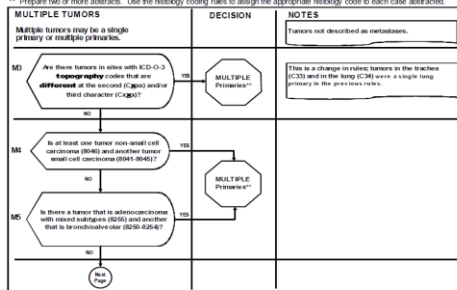 ** Prepare two or more abstracts. Use the histology coding rules to assign the appropriate histology code to each case abstracted.
MULTIPLE TUMORS
Multiple tumors may be a single
primary or multiple primaries.
DECISION
NOTES
Tumors not described as metastases.
M3
Are there tumors in sites with ICD-O-3
topography codes that are
different at the second (Cxxx) and/or
third character (Cxxx)?
YES
MULTIPLE
Primaries**
This is a change in rules; tumors in the trachea
(C33) and in the lung (C34) were a single lung
primary in the previous rules.
NO
M4
Is at least one tumor non-small cell
carcinoma (8046) and another tumor
small cell carcinoma (8041-8045)?
YES
NO
MULTIPLE
Primaries**
M5
Is there a tumor that is adenocarcinoma
with mixed subtypes (8255) and another
that is bronchioalveolar (8250-8254)?
YES
NO
Next
Page